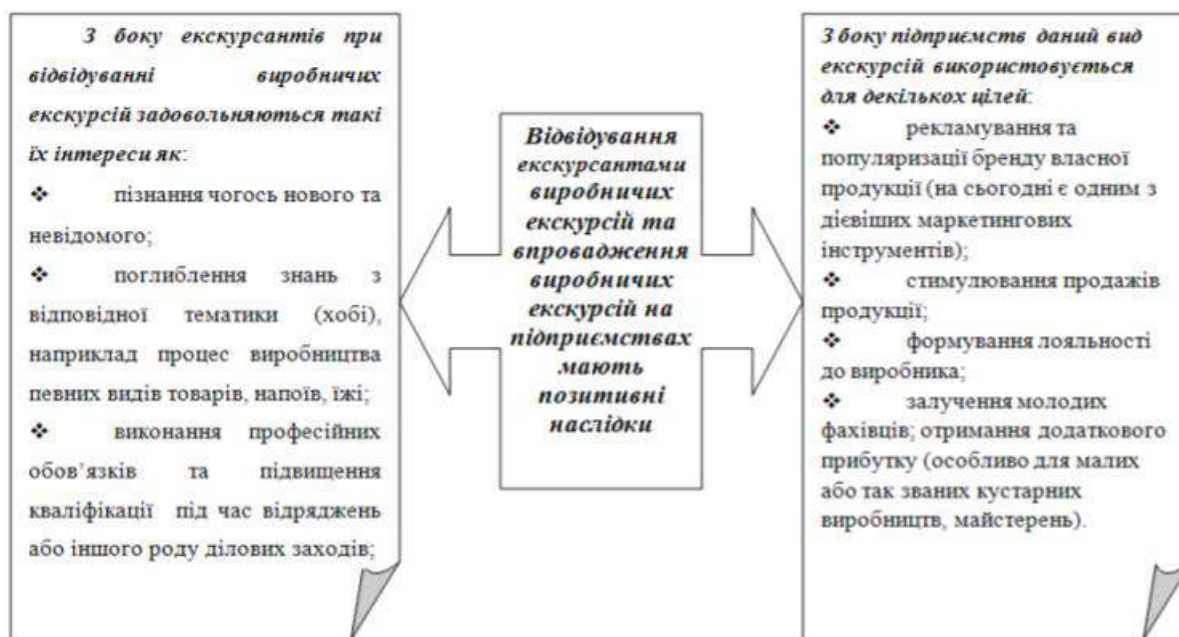 З боку екскурсантів при
відвідуванні виробничих
екскурсій задовольняються такі
їх інтереси як:
❖ пізнання чогось нового та
невідомого;
❖ поглиблення знань з
відповідної тематики (хобі),
наприклад процес виробництва
певних видів товарів, напоїв, їжі;
❖ виконання професійних
обов’язків та підвищення
кваліфікації під час відряджень
або іншого роду ділових заходів;
Відвідування
екскурсантами
виробничих
екскурсій та
впровадження
виробничих
екскурсій на
підприємствах
мають
позитивні
наслідки
З боку підприємств даний вид
екскурсій використовується
для декількох цілей:
❖ рекламування та
популяризації бренду власної
продукції (на сьогодні є одним з
дієвіших маркетингових
інструментів);
❖ стимулювання продажів
продукції;
❖ формування лояльності
до виробника;
❖ залучення молодих
фахівців; отримання додаткового
прибутку (особливо для малих
або так званих кустарних
виробництв, майстерень).